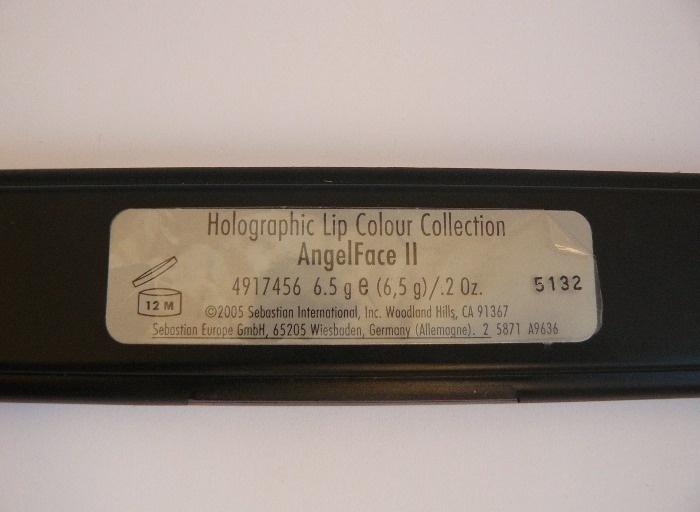 Holographic Lip Colour Collection
AngelFace II
4917456 6.5 g e (6,5 g)/.2 Oz.
5132
12 M
©2005 Sebastian International, Inc. Woodland Hills, CA 91367
Sebastian Europe GmbH, 65205 Wiesbaden, Germany (Allemagne). 2 5871 A9636